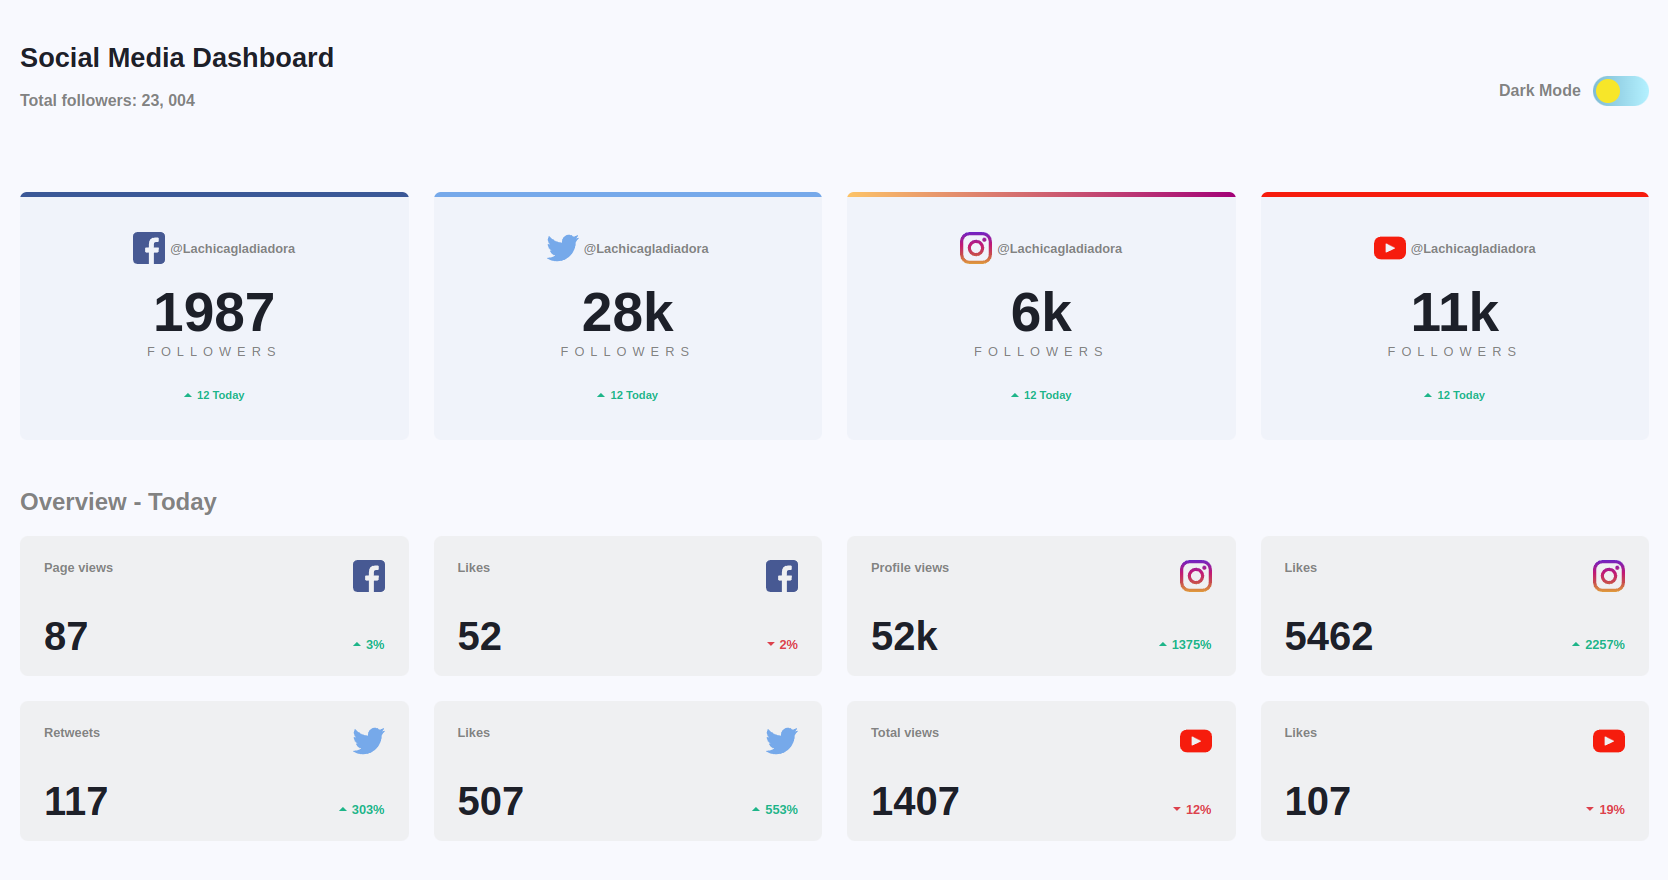 Social Media Dashboard
Total followers: 23, 004
Dark Mode
@Lachicagladiadora
1987
FOLLOWERS
12 Today
@Lachicagladiadora
28k
FOLLOWERS
12 Today
@Lachicagladiadora
6k
FOLLOWERS
12 Today
@Lachicagladiadora
11k
FOLLOWERS
12 Today
Overview - Today
Page views
87
3%
Likes
52
2%
Profile views
52k
1375%
Likes
5462
2257%
Retweets
117
303%
Likes
507
553%
Total views
1407
12%
Likes
107
19%